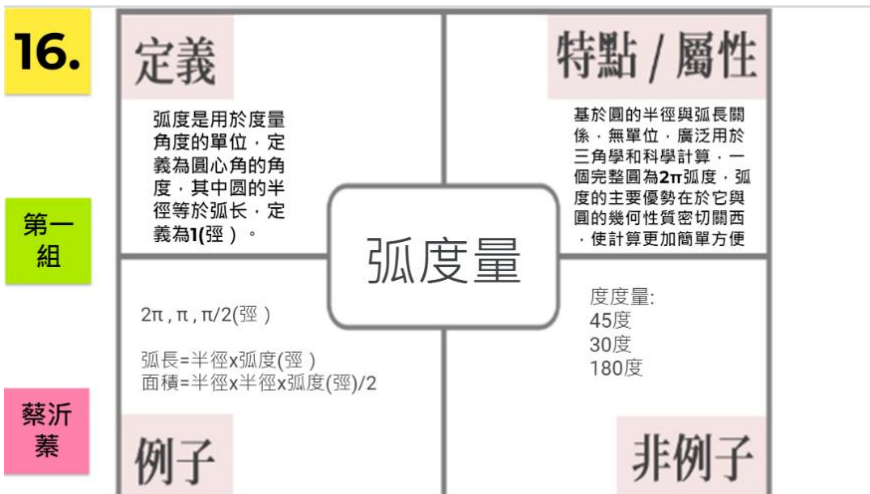 16.
定義
弧度是用於度量
角度的單位，定
義為圓心角的角
度，其中圆的半
徑等於弧长，定
義為1(弳）。
特點 / 屬性
基於圓的半徑與弧長關
係，無單位，廣泛用於
三角學和科學計算，一
個完整圓為2π弧度，弧
度的主要優勢在於它與
圓的幾何性質密切關西
，使計算更加簡單方便
第一
組
弧度量
2π , π , π/2(弳）
弧長=半徑x弧度(弳）
面積=半徑x半徑x弧度(弳)/2
例子
度度量:
45度
30度
180度
非例子
蔡沂
蓁